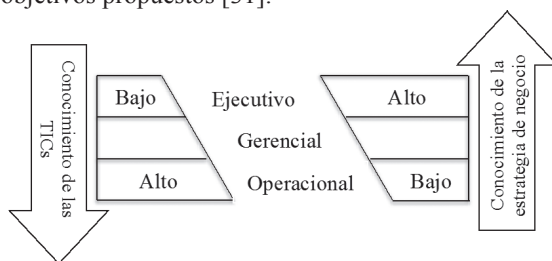 objetivos propuestos [31].
Conocimiento de las
TICs
Bajo
Ejecutivo
Alto
Gerencial
Alto
Operacional
Bajo
Conocimiento de la
estrategia de negocio